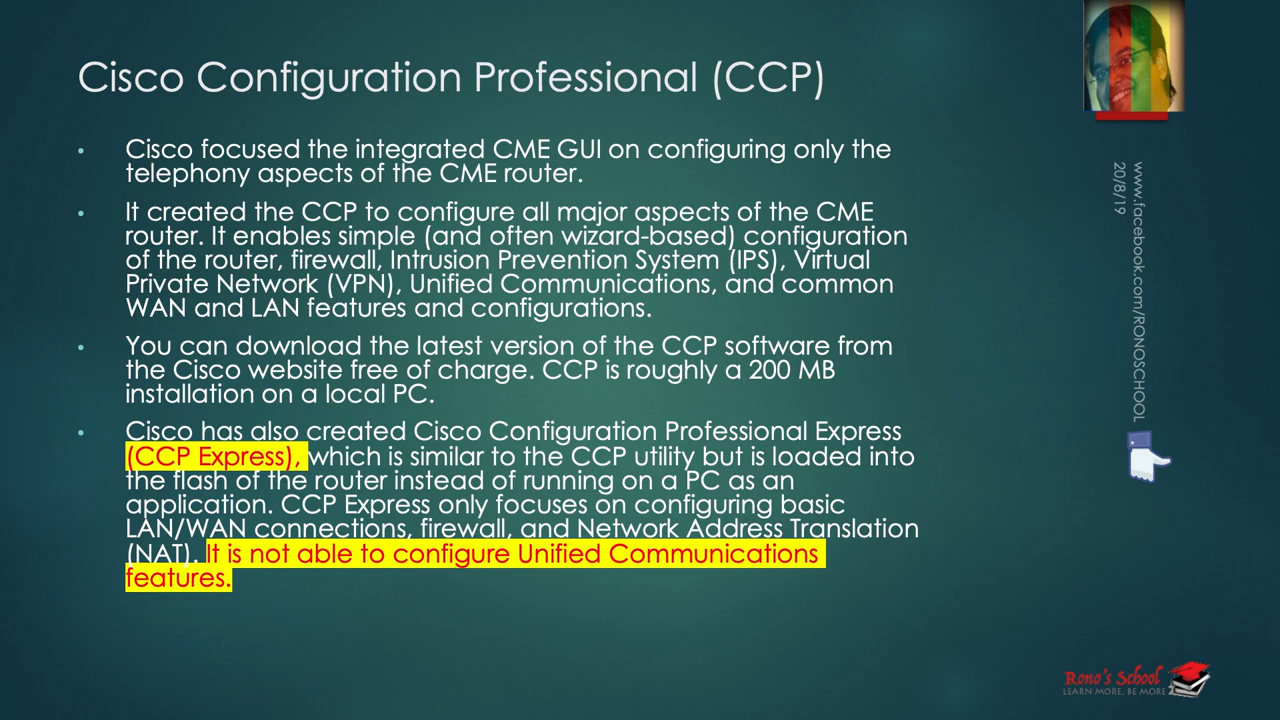 Cisco Configuration Professional (CCP)
• Cisco focused the integrated CME GUI on configuring only the
telephony aspects of the CME router.
• It created the CCP to configure all major aspects of the CME
router. It enables simple (and often wizard-based) configuration
of the router, firewall, Intrusion Prevention System (IPS), Virtual
Private Network (VPN), Unified Communications, and common
WAN and LAN features and configurations.
• You can download the latest version of the CCP software from
the Cisco website free of charge. CCP is roughly a 200 MB
installation on a local PC.
• Cisco has also created Cisco Configuration Professional Express
(CCP Express), which is similar to the CCP utility but is loaded into
the flash of the router instead of running on a PC as an
application. CCP Express only focuses on configuring basic
LAN/WAN connections, firewall, and Network Address Translation
(NAT). It is not able to configure Unified Communications
features.
www.facebook.com/RONOSCHOOL
20/8/19
Rono's School
LEARN MORE, BE MORE